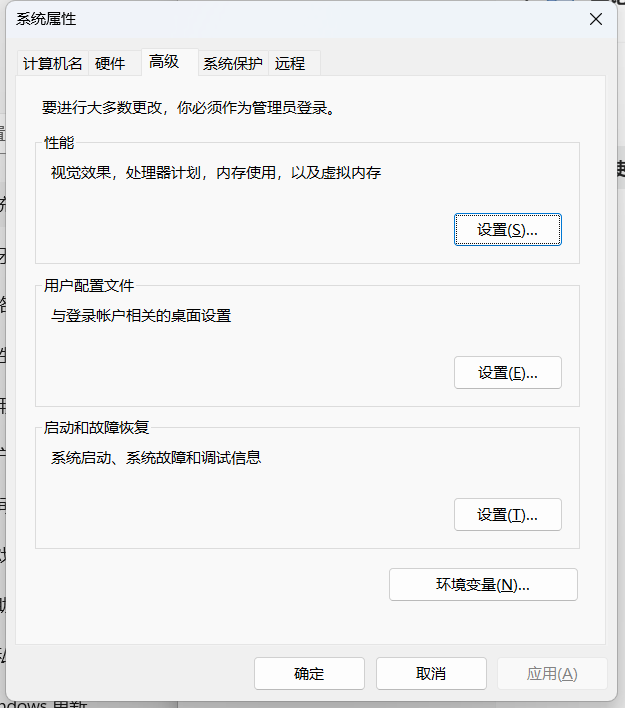 系统属性
计算机名
硬件
高级
系统保护
远程
要进行大多数更改，你必须作为管理员登录。
性能
视觉效果，处理器计划，内存使用，以及虚拟内存
设置(S)...
用户配置文件
与登录帐户相关的桌面设置
设置(E)...
启动和故障恢复
系统启动、系统故障和调试信息
设置(T)...
环境变量(N)...
确定
取消
应用(A)
ndows 更新